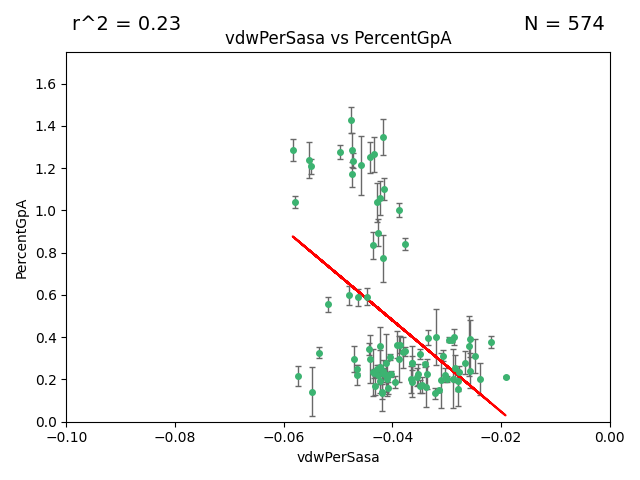 r^2 = 0.23
N = 574
vdwPerSasa vs PercentGpA
1.6
1.4
1.2
1.0
0.8
0.6
0.4
0.2
0.0
PercentGpA
−0.10 −0.08 −0.06 −0.04 −0.02 0.00
vdwPerSasa